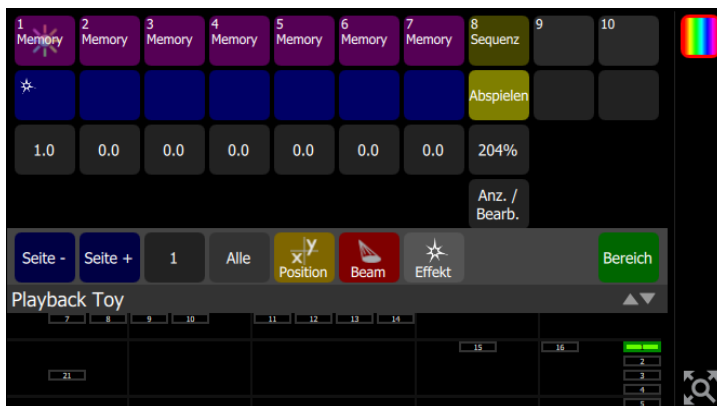 1 2 3 4 5 6 7 8 9 10
Memory Memory Memory Memory Memory Memory Memory Sequenz
Abspielen
1.0 0.0 0.0 0.0 0.0 0.0 0.0 204%
Anz. /
Bearb.
Seite - Seite + 1 Alle x y Position Beam Effekt Bereich
Playback Toy
7 8 9 10 11 12 13 14
15 16
2
21 3
4
5